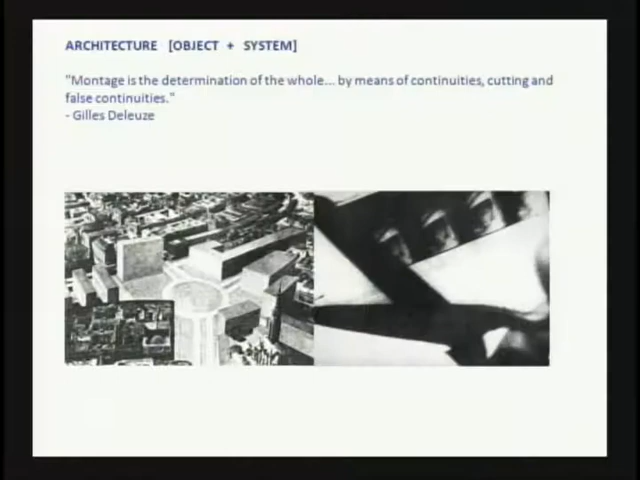 ARCHITECTURE [OBJECT + SYSTEM]
"Montage is the determination of the whole... by means of continuities, cutting and
false continuities."
- Gilles Deleuze